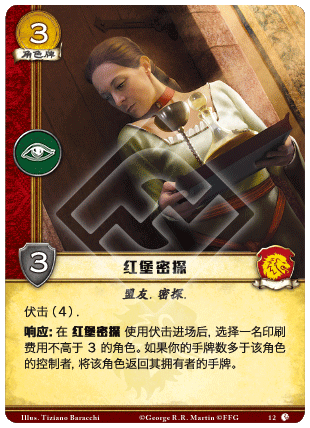 3
角色牌
3
红堡密探
盟友. 密探.
伏击 (4) .
响应: 在 红堡密探 使用伏击进场后, 选择一名印刷
费用不高于 3 的角色。如果你的手牌数多于该角色
的控制者, 将该角色返回其拥有者的手牌。
Illus. Tiziano Baracchi ©George R.R. Martin ©FFG 12